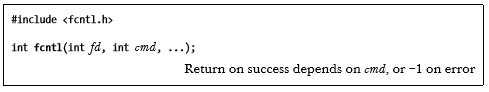 #include <fcntl.h>
int fcntl(int fd, int cmd, ...);
Return on success depends on cmd, or −1 on error